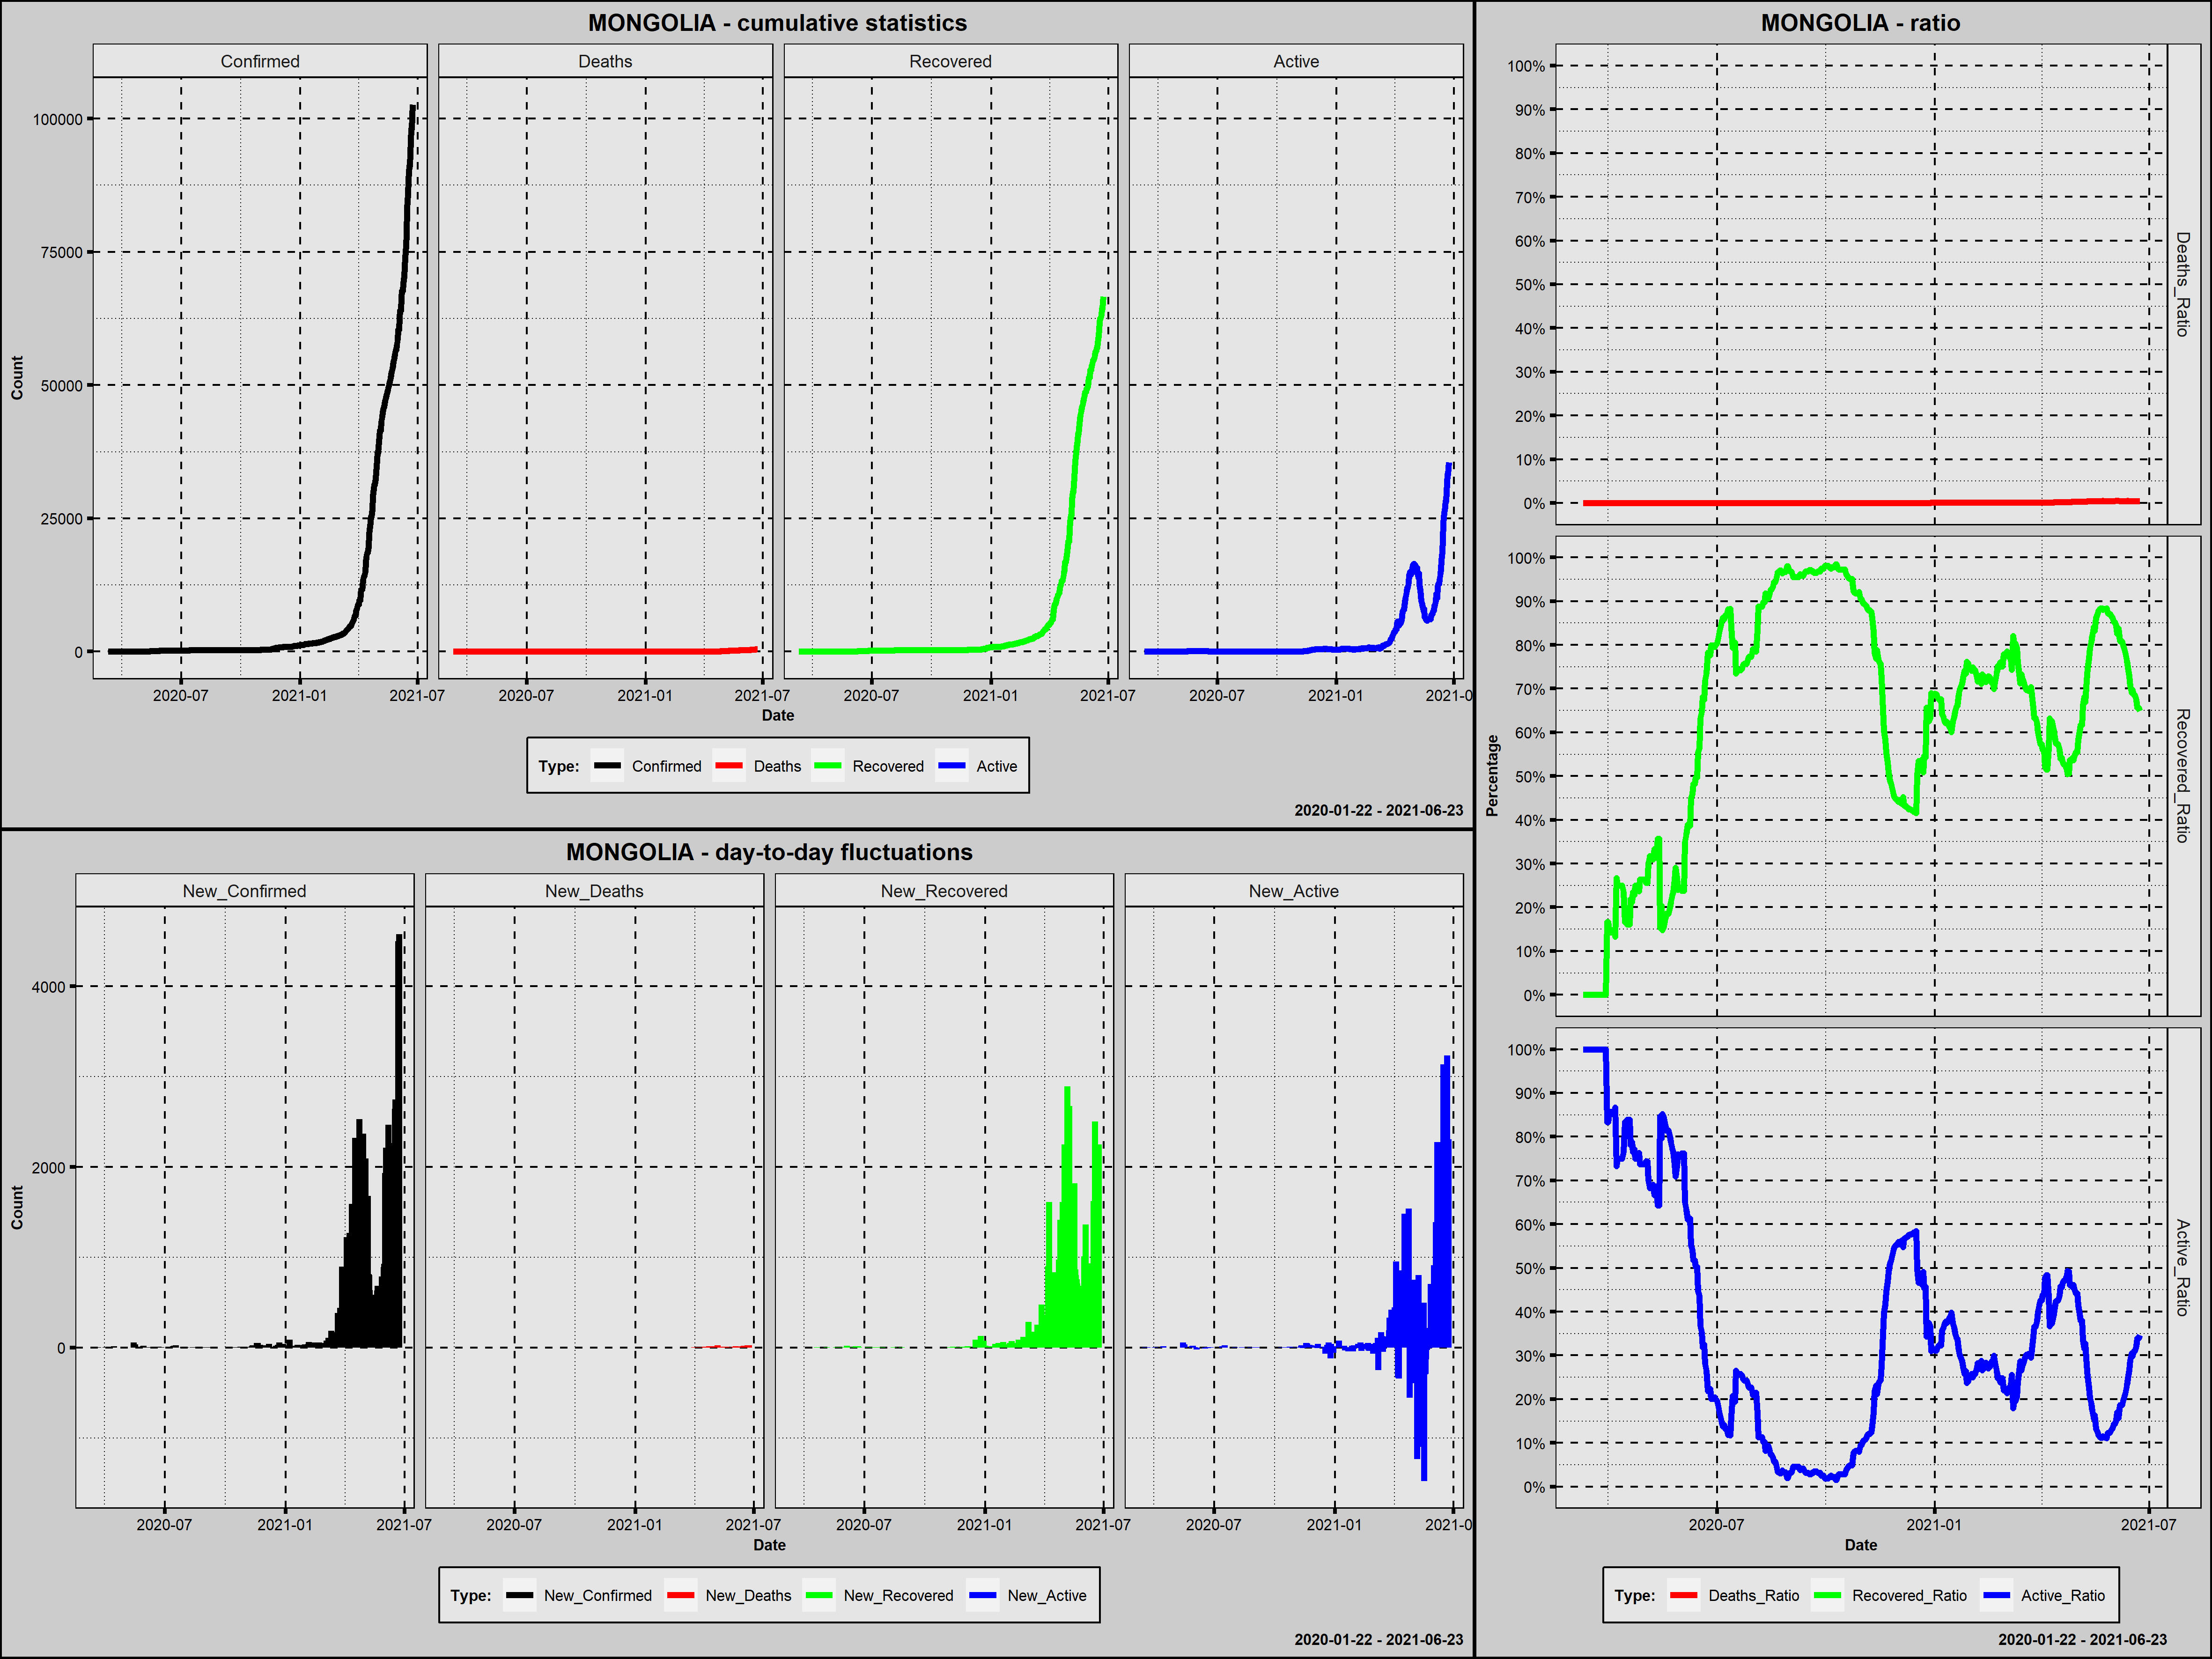 MONGOLIA - cumulative statistics
Confirmed Deaths Recovered Active
Count
100000
75000
50000
25000
0
2020-07 2021-01 2021-07 2020-07 2021-01 2021-07 2020-07 2021-01 2021-07 2020-07 2021-01 2021-0
Date
Type: Confirmed Deaths Recovered Active
2020-01-22 - 2021-06-23
MONGOLIA - day-to-day fluctuations
New_Confirmed New_Deaths New_Recovered New_Active
Count
4000
2000
0
2020-07 2021-01 2021-07 2020-07 2021-01 2021-07 2020-07 2021-01 2021-07 2020-07 2021-01 2021-0
Date
Type: New_Confirmed New_Deaths New_Recovered New_Active
2020-01-22 - 2021-06-23
MONGOLIA - ratio
Percentage
100%
90%
80%
70%
60%
50%
40%
30%
20%
10%
0%
Deaths_Ratio
100%
90%
80%
70%
60%
50%
40%
30%
20%
10%
0%
Recovered_Ratio
100%
90%
80%
70%
60%
50%
40%
30%
20%
10%
0%
Active_Ratio
2020-07 2021-01 2021-07
Date
Type: Deaths_Ratio Recovered_Ratio Active_Ratio
2020-01-22 - 2021-06-23